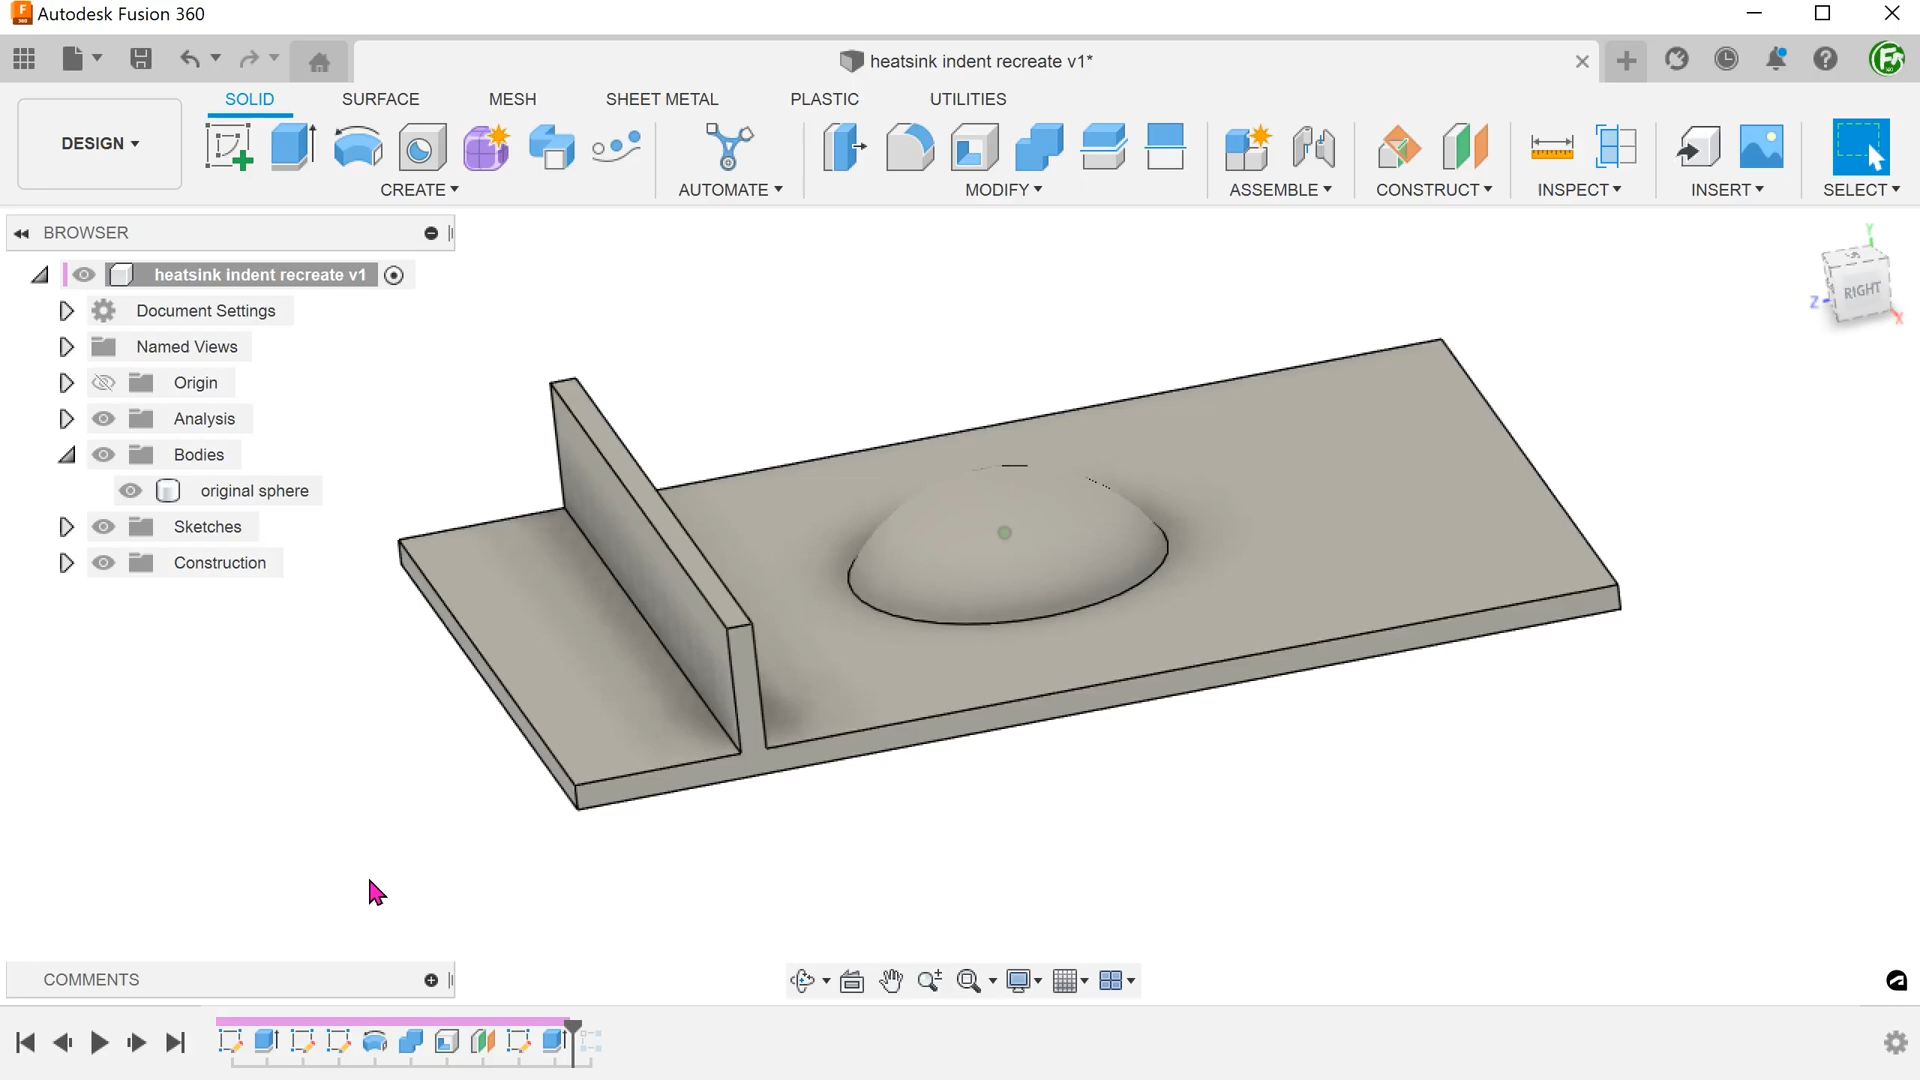 Autodesk Fusion 360
heatsink indent recreate v1*
SOLID SURFACE MESH SHEET METAL PLASTIC UTILITIES
DESIGN
CREATE AUTOMATE MODIFY ASSEMBLE CONSTRUCT INSPECT INSERT SELECT
BROWSER
heatsink indent recreate v1
Document Settings
Named Views
Origin
Analysis
Bodies
original sphere
Sketches
Construction
Y
RIGHT
Z
X
COMMENTS